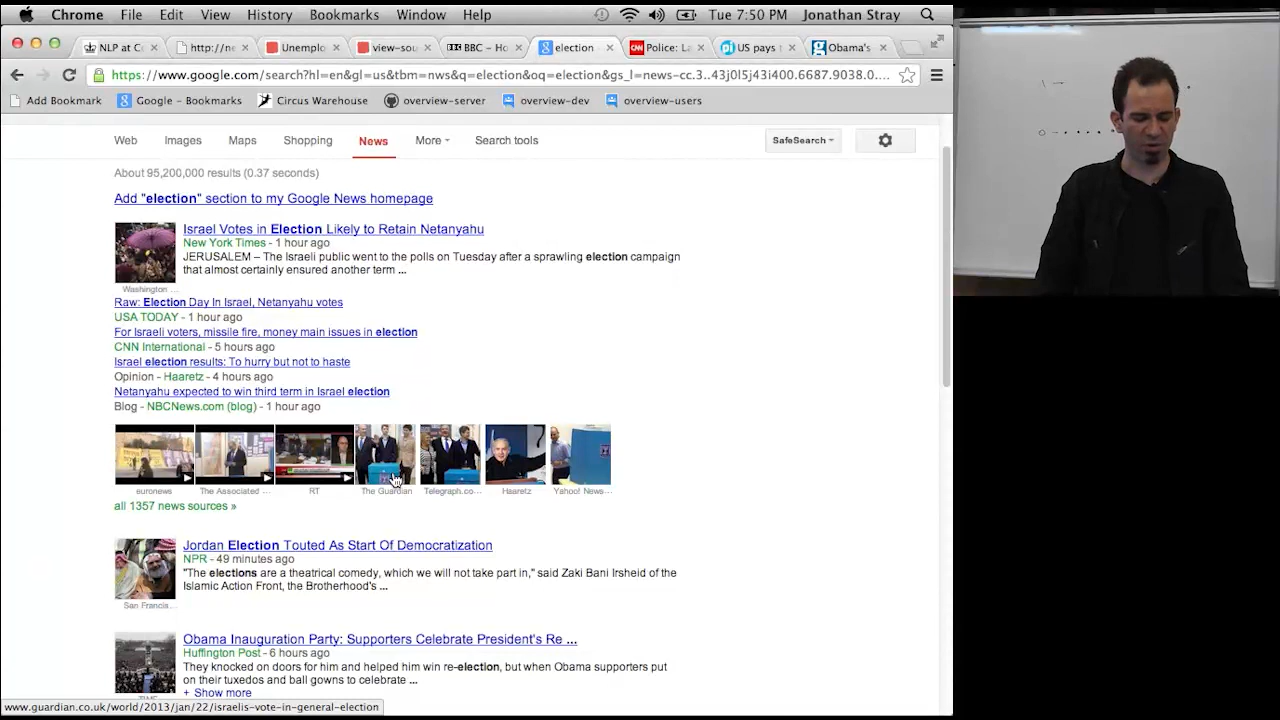 Chrome File Edit View History Bookmarks Window Help Tue 7:50 PM Jonathan Stray
NLP at C
http://ne
Unemplo
view-sou
BBC - Ho
election
Police: La
US pays t
Obama's
https://www.google.com/search?hl=en&gl=us&tbm=nws&q=election&oq=election&gs_l=news-cc.3..43j0l5j43i400.6687.9038.0....
Add Bookmark Google - Bookmarks Circus Warehouse overview-server overview-dev overview-users
Web Images Maps Shopping News More Search tools SafeSearch
About 95,200,000 results (0.37 seconds)
Add "election" section to my Google News homepage
Israel Votes in Election Likely to Retain Netanyahu
New York Times - 1 hour ago
JERUSALEM – The Israeli public went to the polls on Tuesday after a sprawling election campaign
that almost certainly ensured another term ...
Washington ...
Raw: Election Day In Israel, Netanyahu votes
USA TODAY - 1 hour ago
For Israeli voters, missile fire, money main issues in election
CNN International - 5 hours ago
Israel election results: To hurry but not to haste
Opinion - Haaretz - 4 hours ago
Netanyahu expected to win third term in Israel election
Blog - NBCNews.com (blog) - 1 hour ago
euronews The Associated ... RT The Guardian Telegraph.co... Haaretz Yahoo! News...
all 1357 news sources »
Jordan Election Touted As Start Of Democratization
NPR - 49 minutes ago
"The elections are a theatrical comedy, which we will not take part in," said Zaki Bani Irsheid of the
Islamic Action Front, the Brotherhood's ...
San Francis...
Obama Inauguration Party: Supporters Celebrate President's Re ...
Huffington Post - 6 hours ago
They knocked on doors for him and helped him win re-election, but when Obama supporters put
on their tuxedos and ball gowns to celebrate ...
+ Show more
www.guardian.co.uk/world/2013/jan/22/israelis-vote-in-general-election